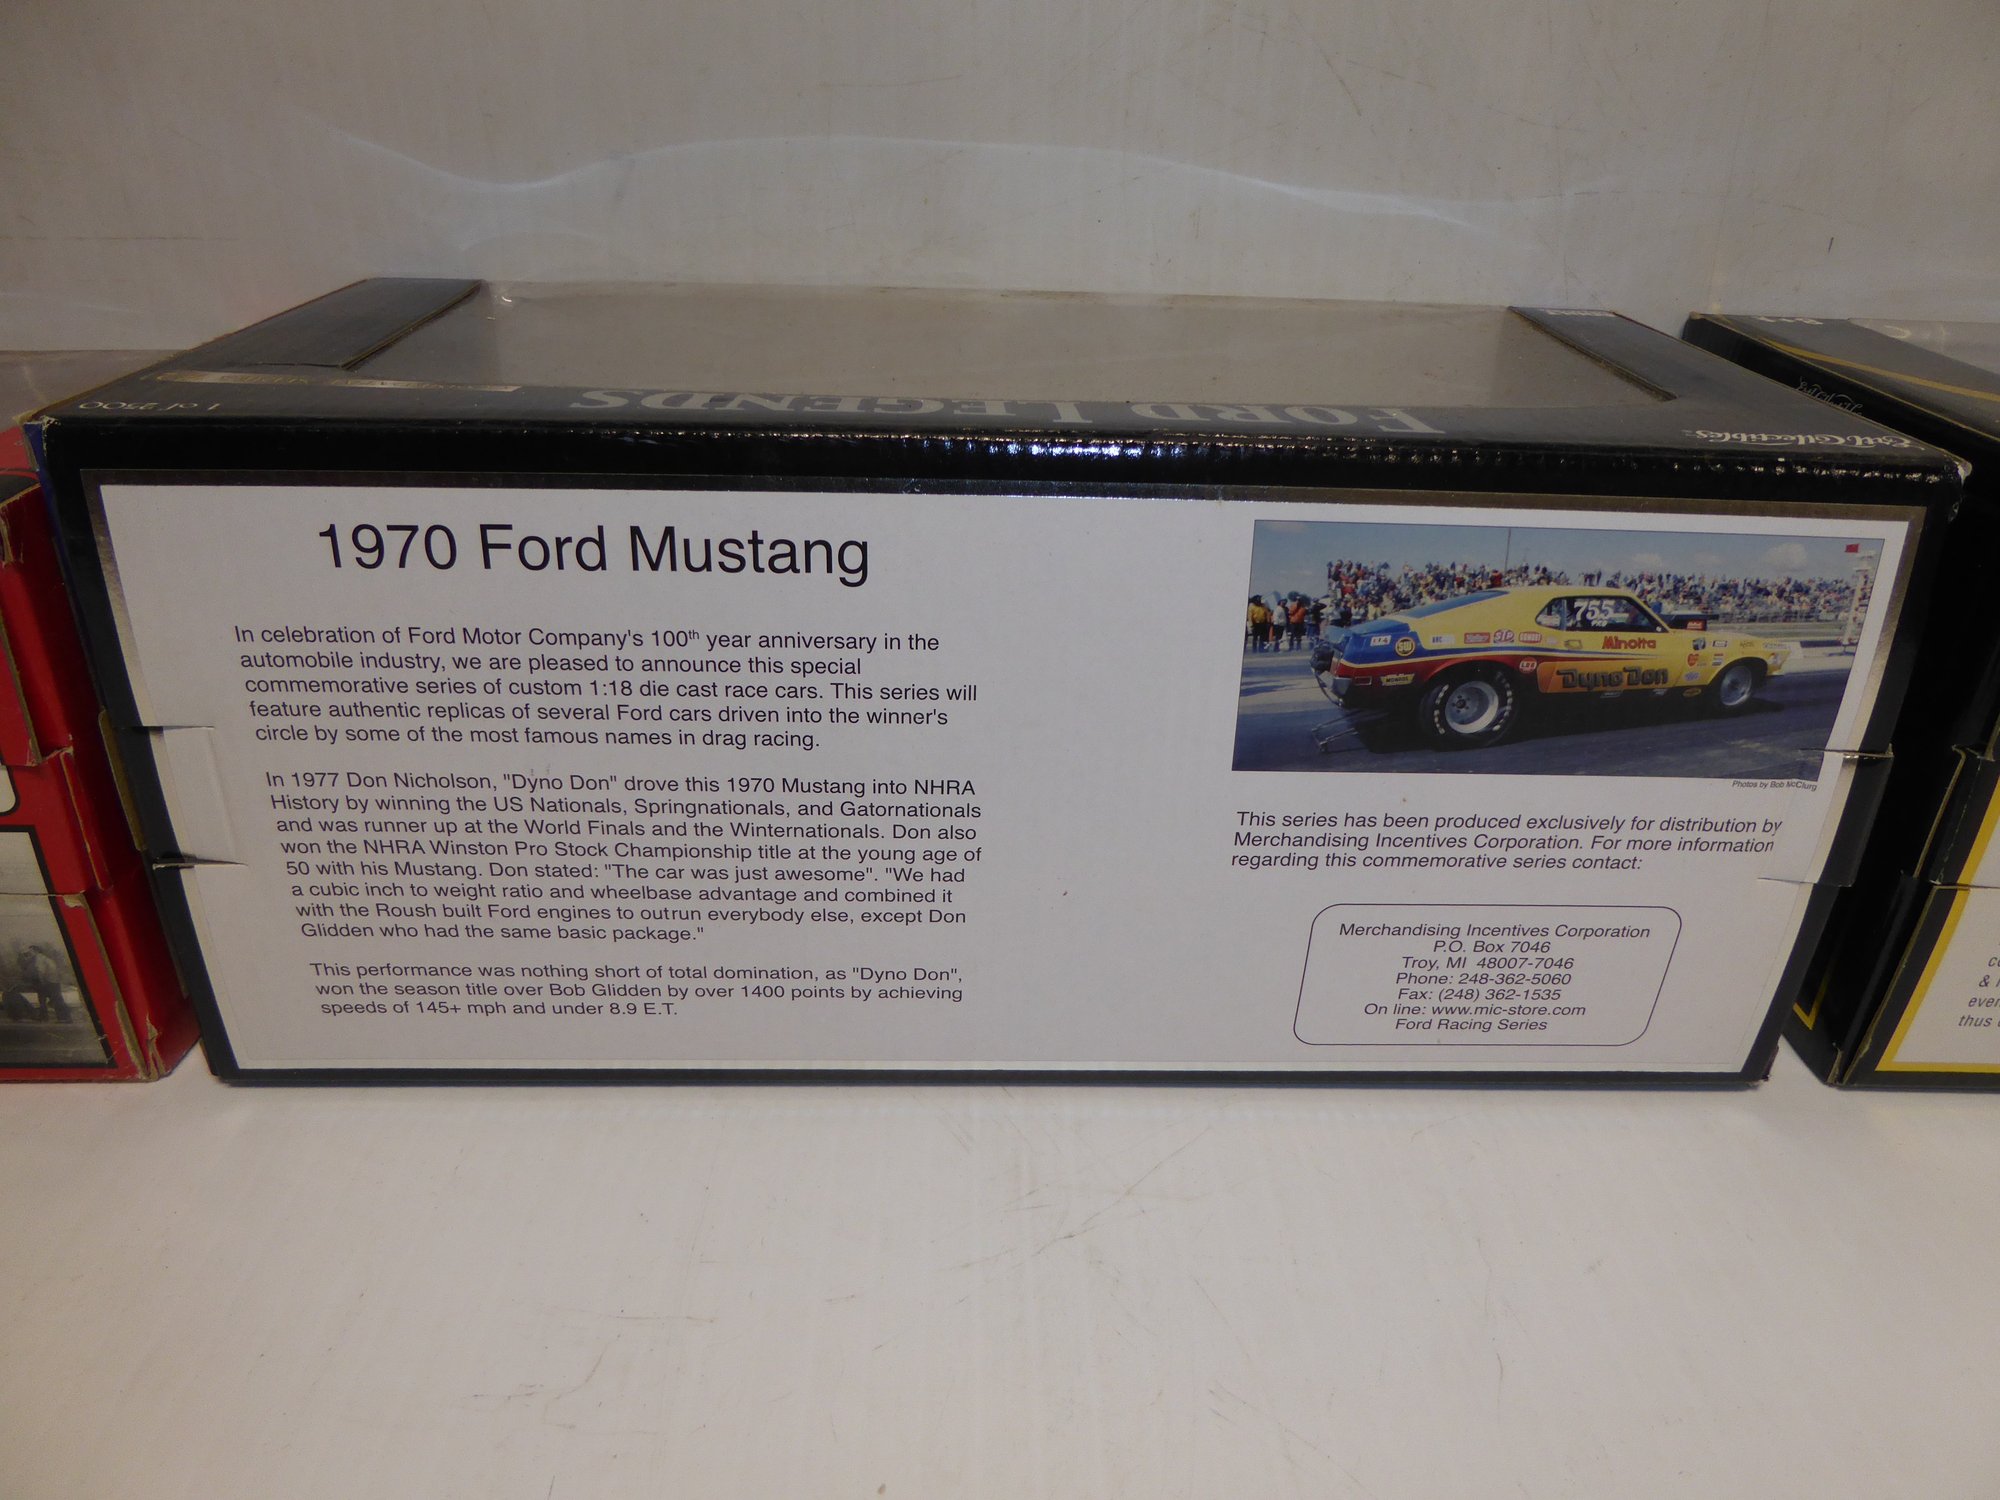 1 of 2500
FORD LEGENDS
Ertl Collectibles
1970 Ford Mustang
In celebration of Ford Motor Company's 100th year anniversary in the
automobile industry, we are pleased to announce this special
commemorative series of custom 1:18 die cast race cars. This series will
feature authentic replicas of several Ford cars driven into the winner's
circle by some of the most famous names in drag racing.
In 1977 Don Nicholson, "Dyno Don" drove this 1970 Mustang into NHRA
History by winning the US Nationals, Springnationals, and Gatornationals
and was runner up at the World Finals and the Winternationals. Don also
won the NHRA Winston Pro Stock Championship title at the young age of
50 with his Mustang. Don stated: "The car was just awesome". "We had
a cubic inch to weight ratio and wheelbase advantage and combined it
with the Roush built Ford engines to outrun everybody else, except Don
Glidden who had the same basic package."
This performance was nothing short of total domination, as "Dyno Don",
won the season title over Bob Glidden by over 1400 points by achieving
speeds of 145+ mph and under 8.9 E.T.
755
PRO
Minolta
Dyno Don
Photos by Bob McClurg
This series has been produced exclusively for distribution by
Merchandising Incentives Corporation. For more information
regarding this commemorative series contact:
Merchandising Incentives Corporation
P.O. Box 7046
Troy, MI 48007-7046
Phone: 248-362-5060
Fax: (248) 362-1535
On line: www.mic-store.com
Ford Racing Series
&
thus